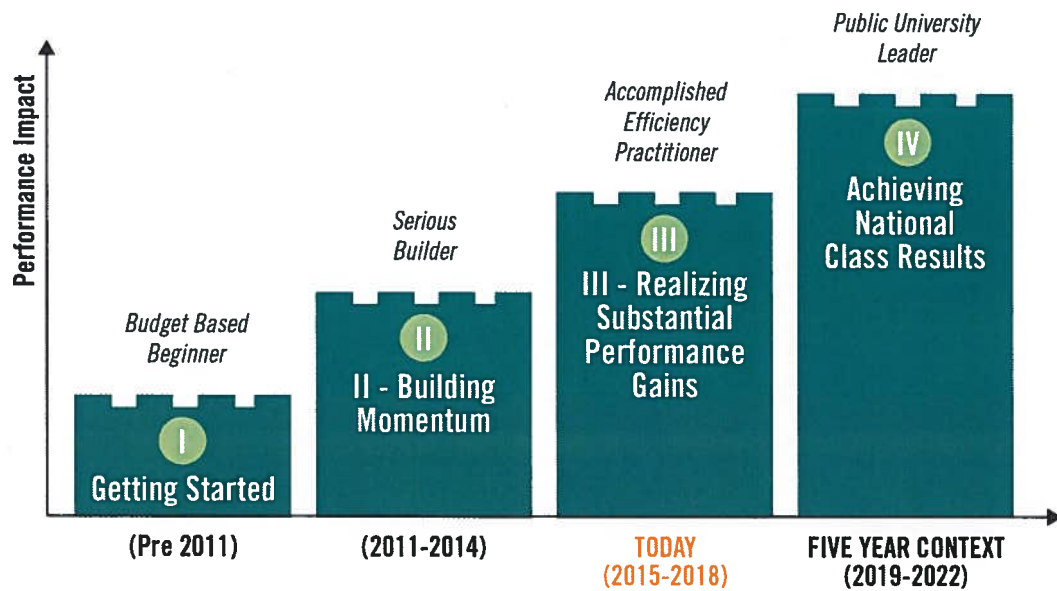 Performance Impact
Budget Based
Beginner
I
Getting Started
(Pre 2011)
Serious
Builder
II
II - Building
Momentum
(2011-2014)
Accomplished
Efficiency
Practitioner
III
III - Realizing
Substantial
Performance
Gains
TODAY
(2015-2018)
Public University
Leader
IV
Achieving
National
Class Results
FIVE YEAR CONTEXT
(2019-2022)